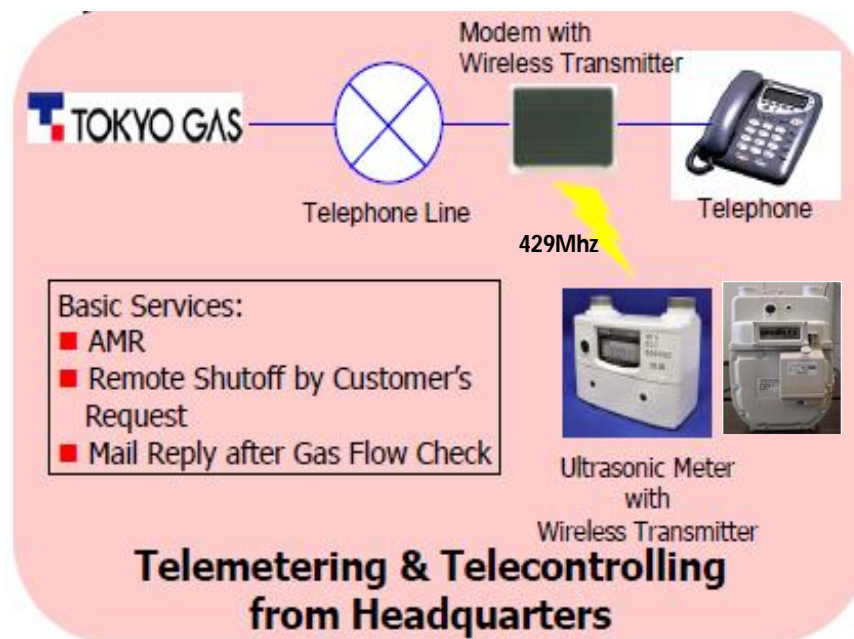 Modem with
Wireless Transmitter
TOKYO GAS
Telephone Line
Telephone
429Mhz
Basic Services:
■ AMR
■ Remote Shutoff by Customer's
Request
■ Mail Reply after Gas Flow Check
Ultrasonic Meter
with
Wireless Transmitter
Telemetering & Telecontrolling
from Headquarters